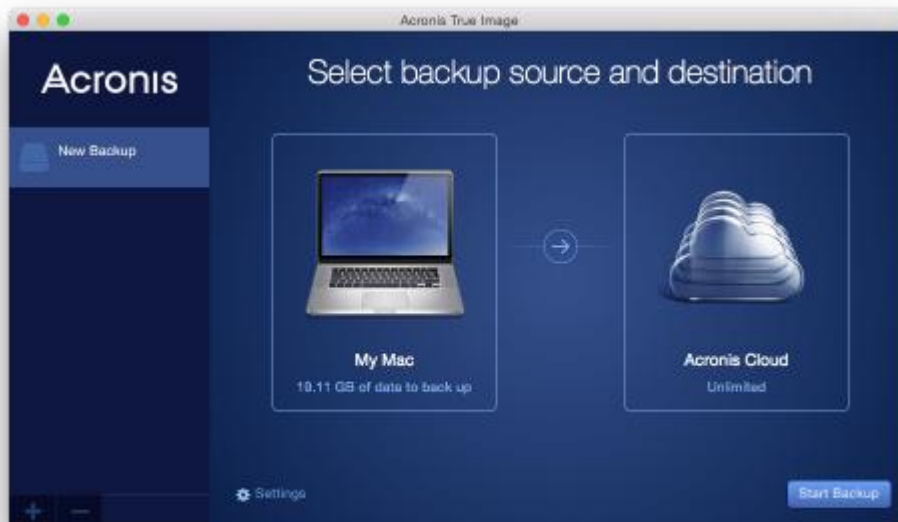 Acronis True Image
Acronis
Select backup source and destination
New Backup
My Mac
19.11 GB of data to back up
Acronis Cloud
Unlimited
Settings
Start Backup